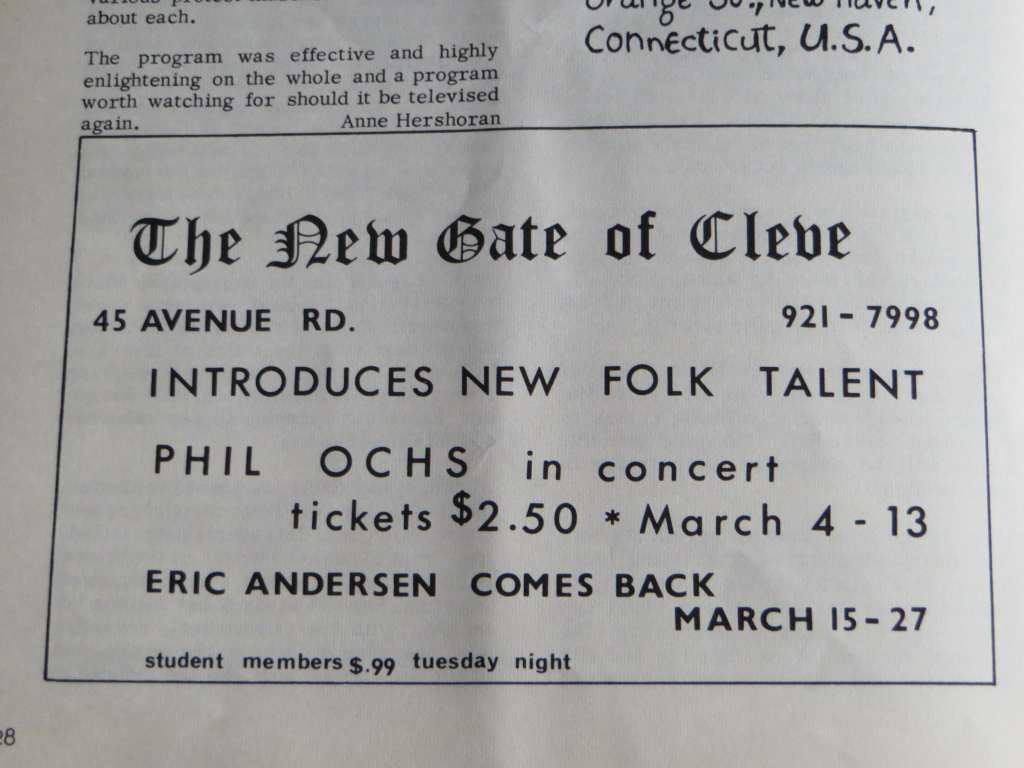 about each.
Connecticut, U.S.A.
The program was effective and highly
enlightening on the whole and a program
worth watching for should it be televised
again. Anne Hershoran
The New Gate of Cleve
45 AVENUE RD. 921-7998
INTRODUCES NEW FOLK TALENT
PHIL OCHS in concert
tickets $2.50 * March 4 - 13
ERIC ANDERSEN COMES BACK
MARCH 15-27
student members $.99 tuesday night
28